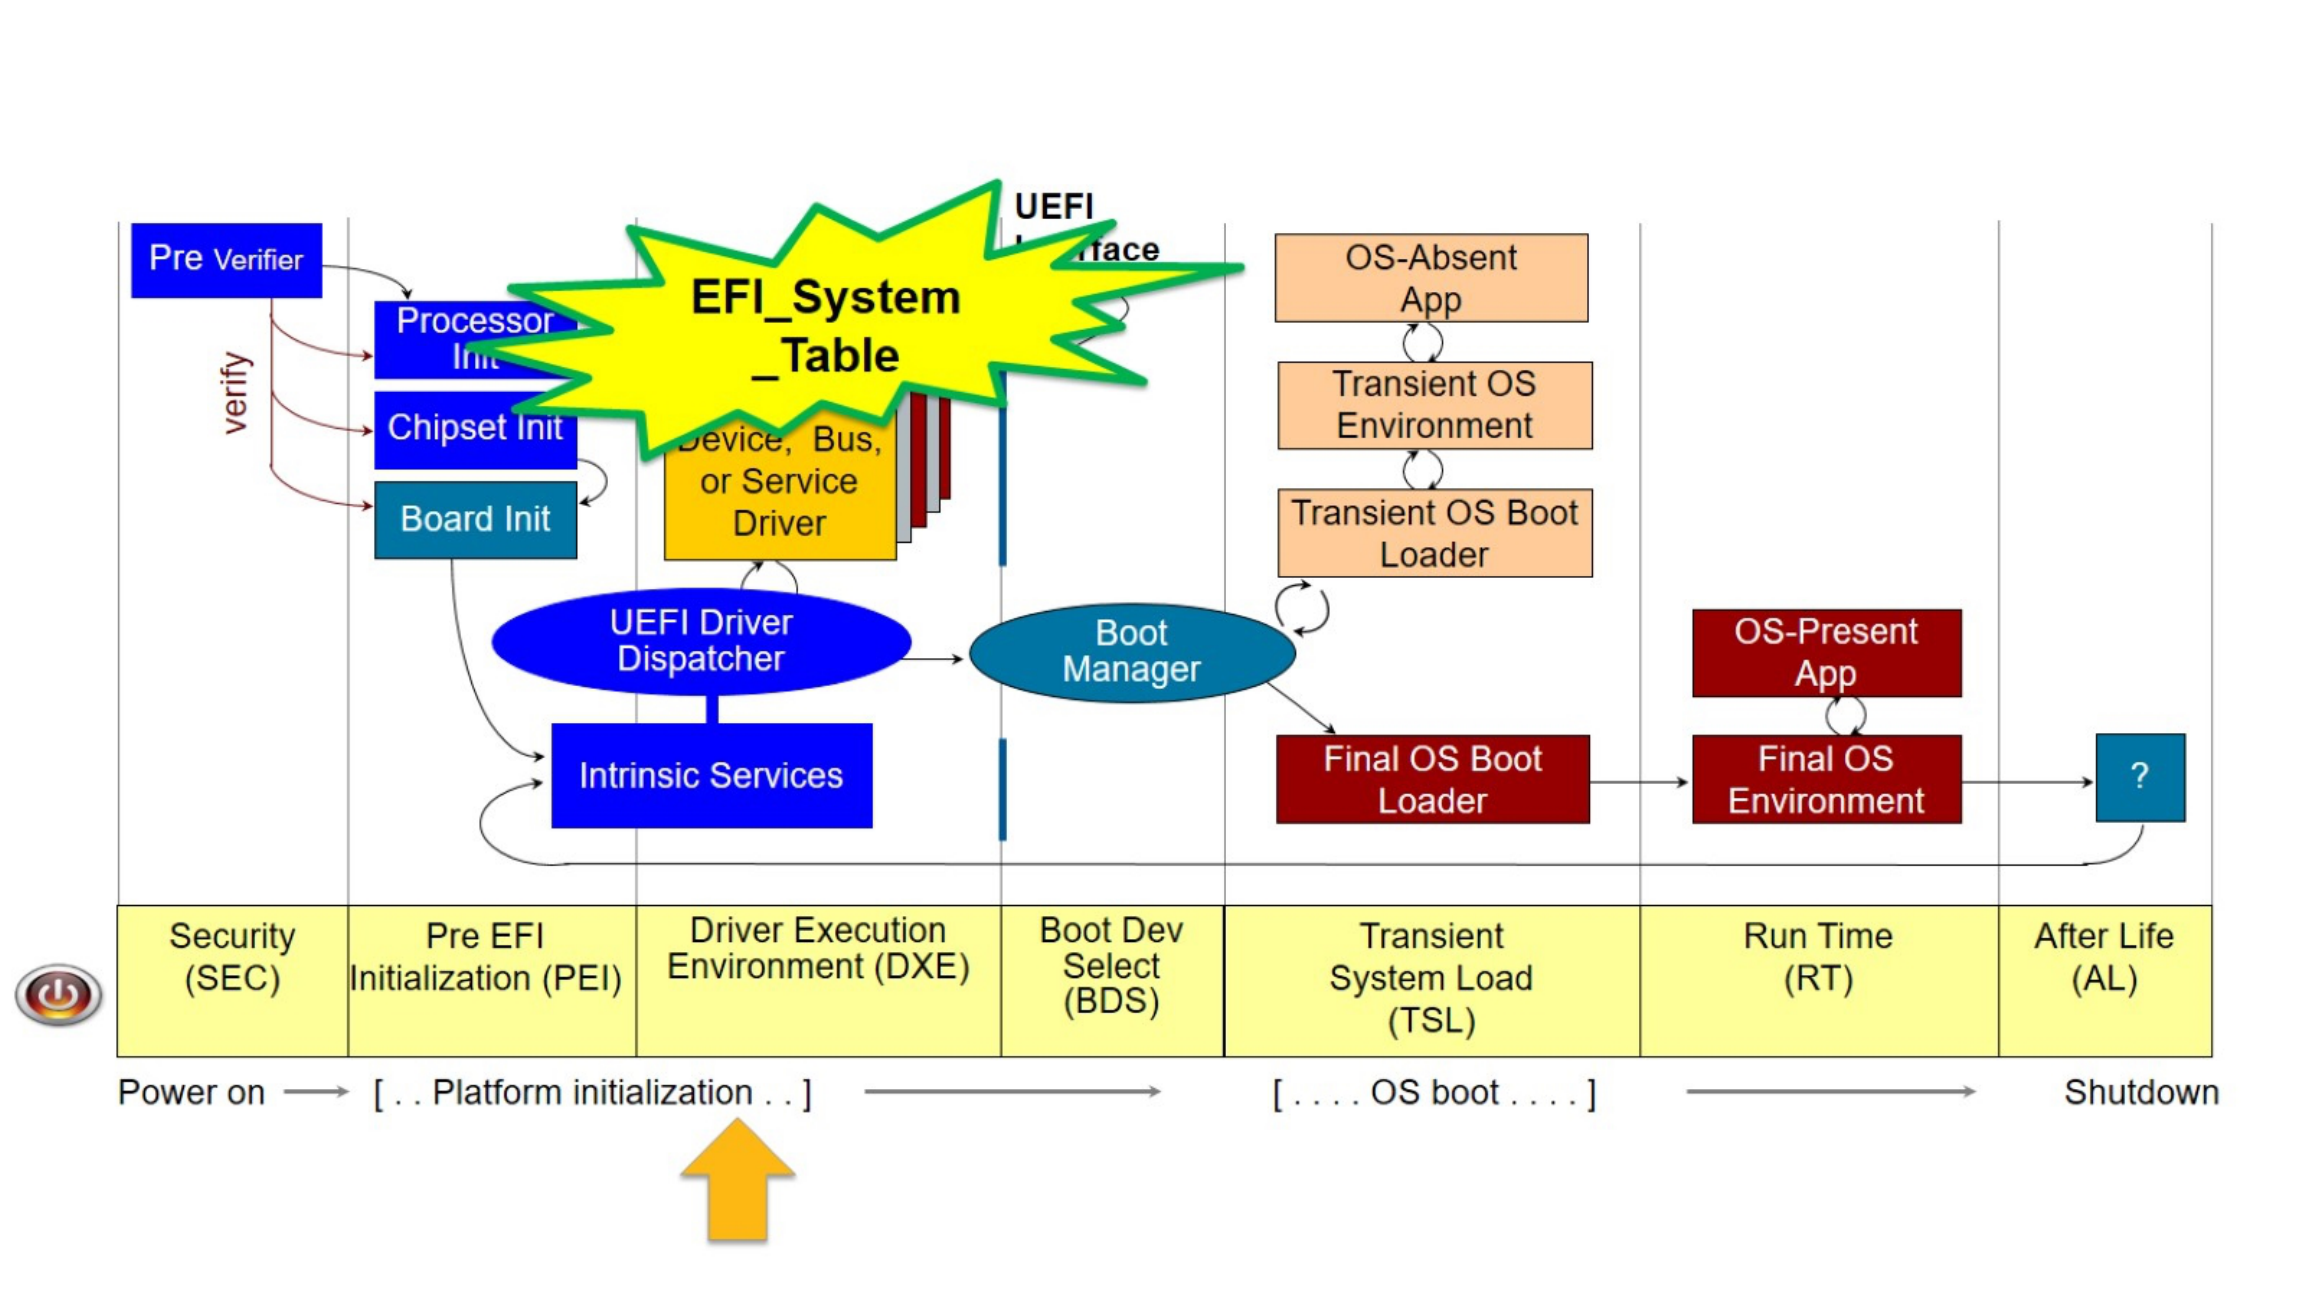 UEFI
EFI_System
_Table
Pre Verifier
Processor
Init
verify
Chipset Init
Board Init
Device, Bus,
or Service
Driver
UEFI Driver
Dispatcher
Intrinsic Services
Boot
Manager
OS-Absent
App
Transient OS
Environment
Transient OS Boot
Loader
Final OS Boot
Loader
OS-Present
App
Final OS
Environment
?
Security
(SEC)
Pre EFI
Initialization (PEI)
Driver Execution
Environment (DXE)
Boot Dev
Select
(BDS)
Transient
System Load
(TSL)
Run Time
(RT)
After Life
(AL)
Power on
[ . . Platform initialization . . ]
[ . . . . OS boot . . . . ]
Shutdown